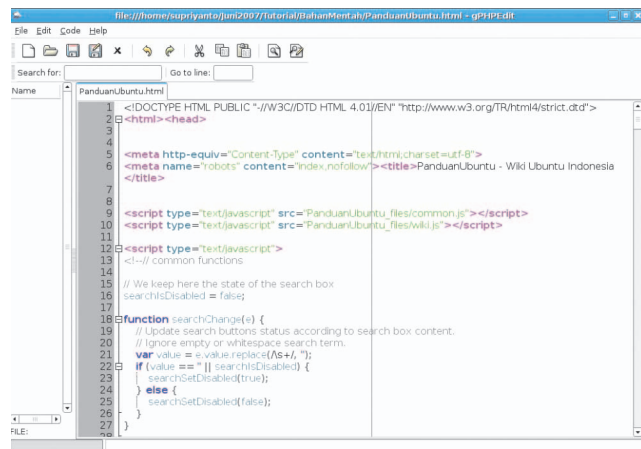 file:///home/supriyanto/juni2007/Tutorial/BahanMentah/PanduanUbuntu.html - gPHPEdit
File Edit Code Help
Search for: Go to line:
Name PanduanUbuntu.html
1 <!DOCTYPE HTML PUBLIC "-//W3C//DTD HTML 4.01//EN" "http://www.w3.org/TR/html4/strict.dtd">
2 <html><head>
3
4
5 <meta http-equiv="Content-Type" content="text/html;charset=utf-8">
6 <meta name="robots" content="index,nofollow"><title>PanduanUbuntu - Wiki Ubuntu Indonesia
</title>
7
8
9 <script type="text/javascript" src="PanduanUbuntu_files/common.js"></script>
10 <script type="text/javascript" src="PanduanUbuntu_files/wiki.js"></script>
11
12 <script type="text/javascript">
13 <!--// common functions
14
15 // We keep here the state of the search box
16 searchIsDisabled = false;
17
18 function searchChange(e) {
19 // Update search buttons status according to search box content.
20 // Ignore empty or whitespace search term.
21 var value = e.value.replace(/\s+/, '');
22 if (value == '' || searchIsDisabled) {
23 searchSetDisabled(true);
24 } else {
25 searchSetDisabled(false);
26 }
27 }
28
FILE: